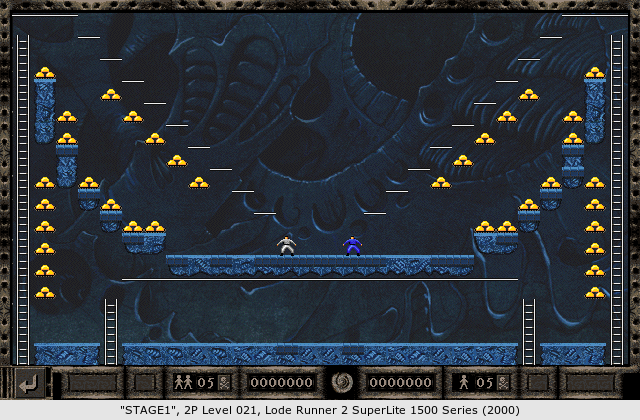 05 0000000 0000000 05
"STAGE1", 2P Level 021, Lode Runner 2 SuperLite 1500 Series (2000)